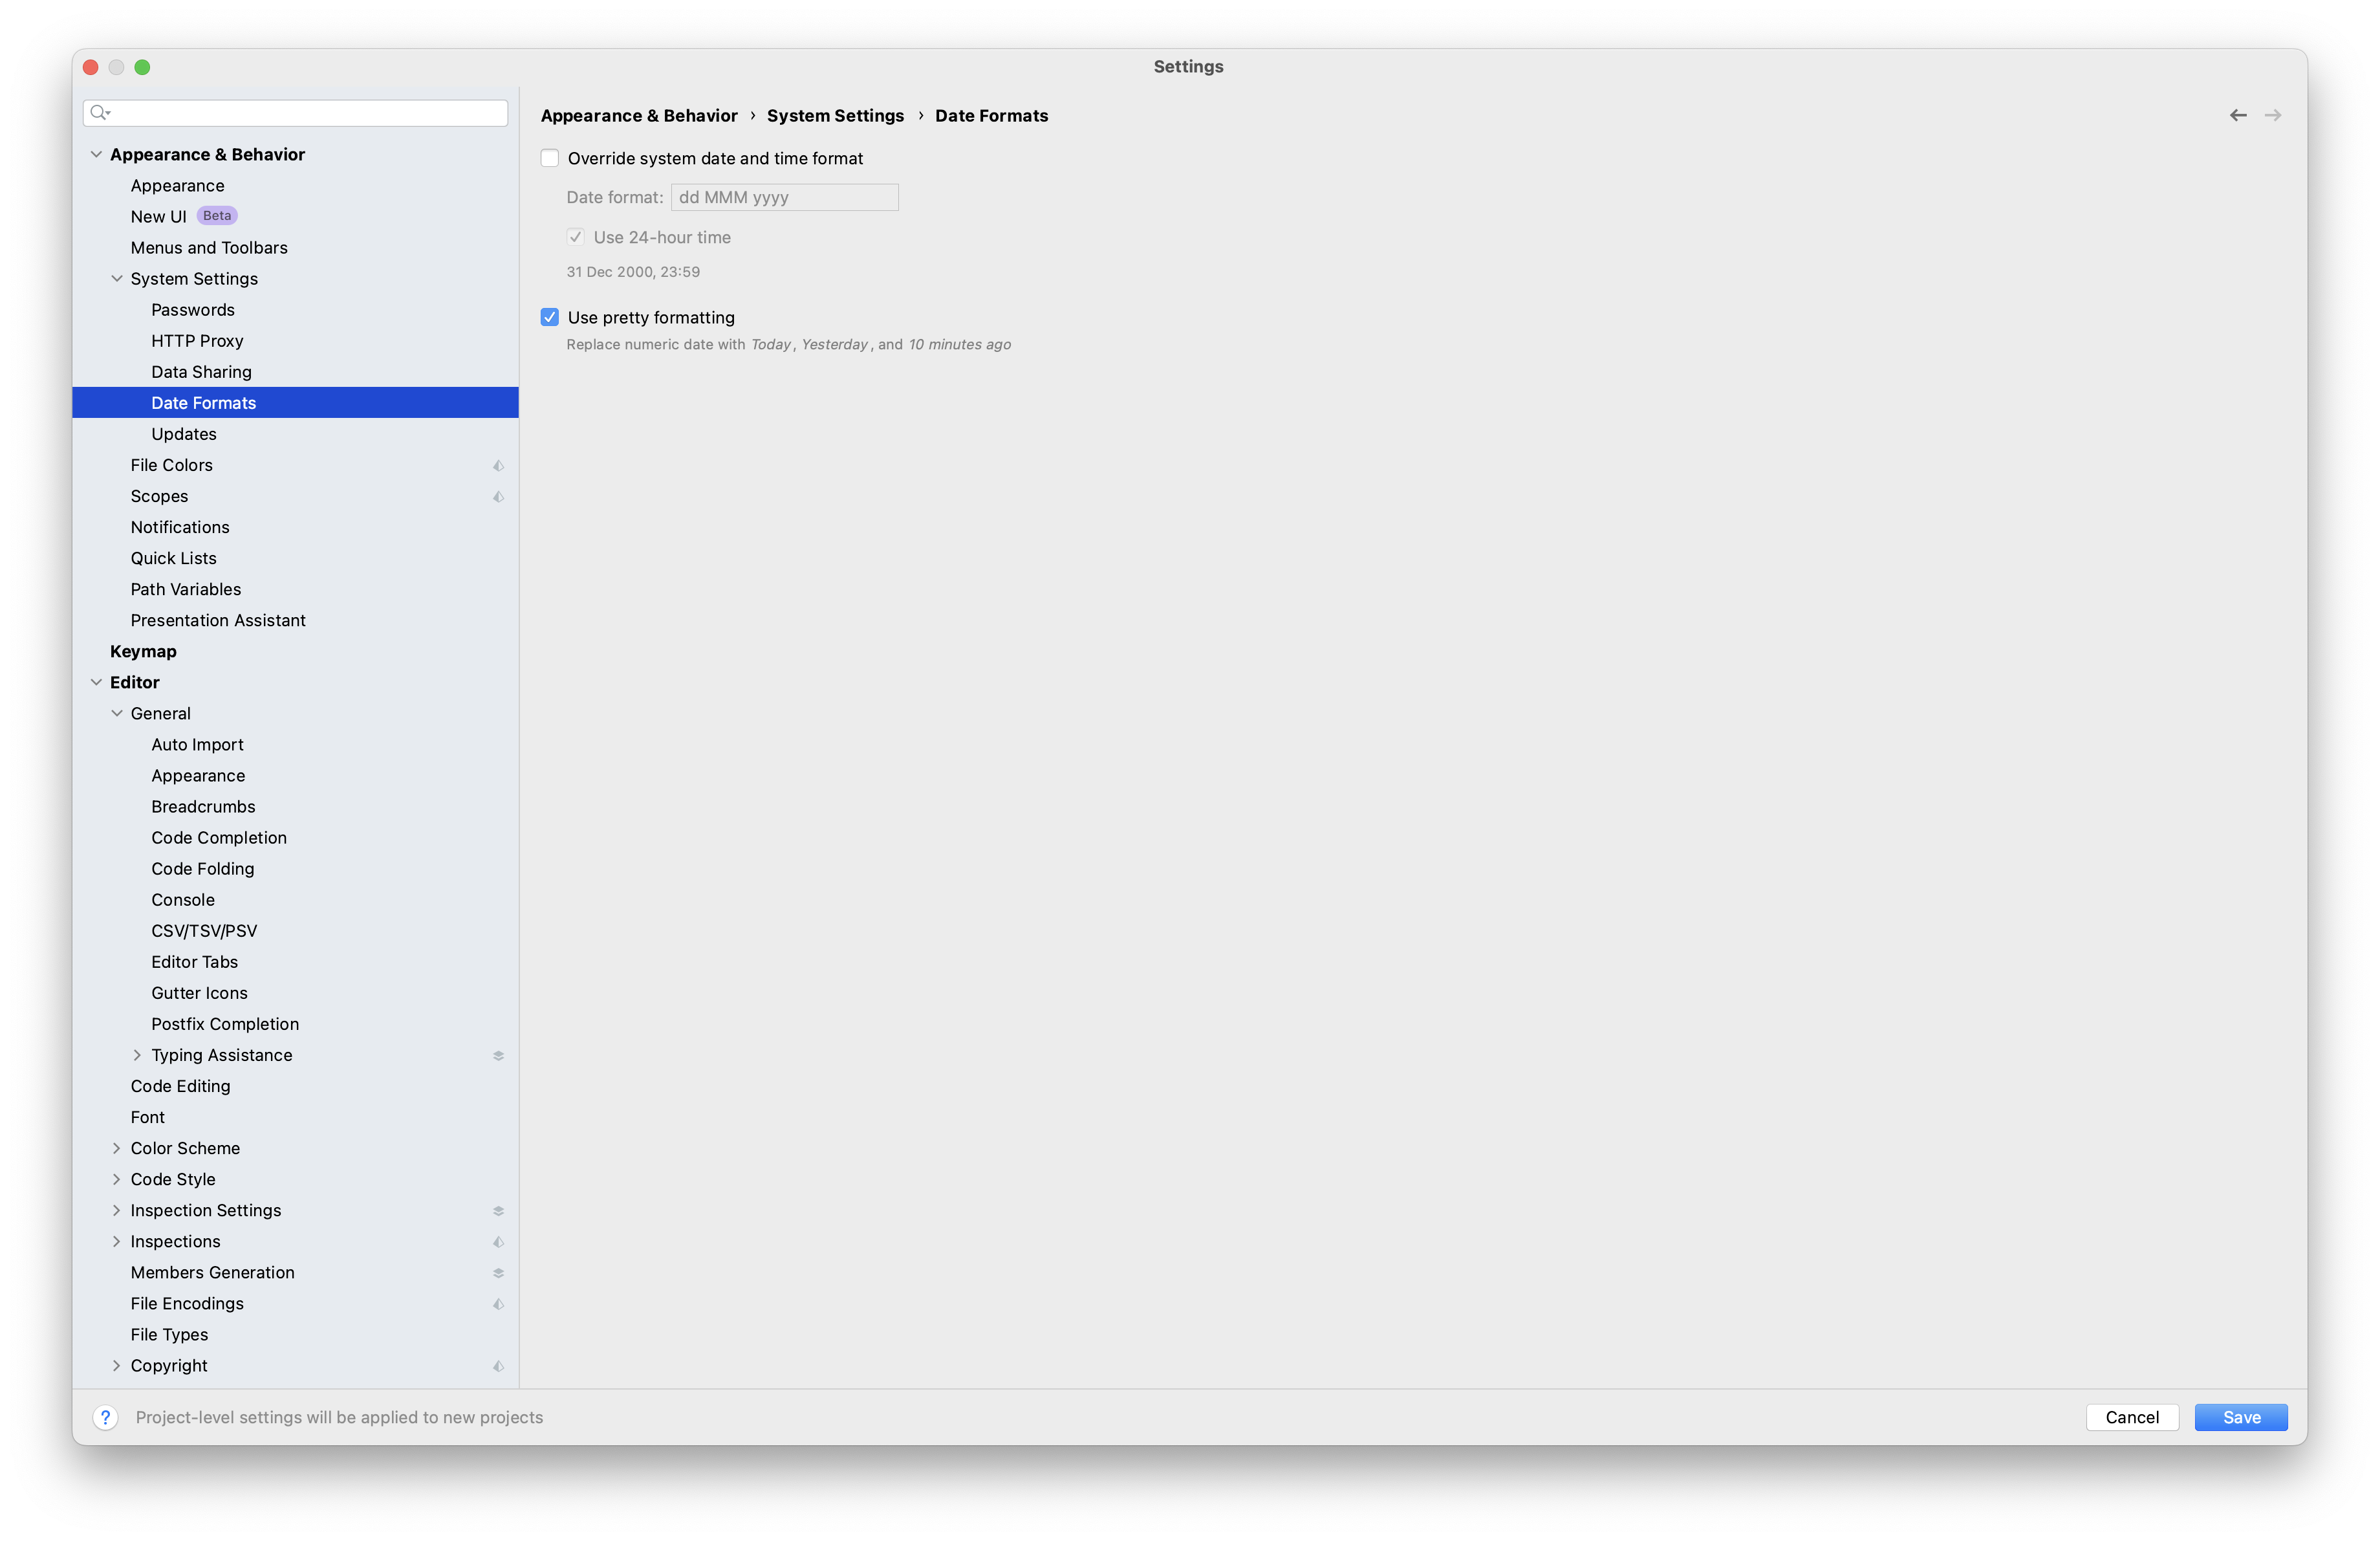 Settings
Appearance & Behavior
Appearance
New UI Beta
Menus and Toolbars
System Settings
Passwords
HTTP Proxy
Data Sharing
Date Formats
Updates
File Colors
Scopes
Notifications
Quick Lists
Path Variables
Presentation Assistant
Keymap
Editor
General
Auto Import
Appearance
Breadcrumbs
Code Completion
Code Folding
Console
CSV/TSV/PSV
Editor Tabs
Gutter Icons
Postfix Completion
Typing Assistance
Code Editing
Font
Color Scheme
Code Style
Inspection Settings
Inspections
Members Generation
File Encodings
File Types
Copyright
Appearance & Behavior › System Settings › Date Formats
Override system date and time format
Date format: dd MMM yyyy
Use 24-hour time
31 Dec 2000, 23:59
Use pretty formatting
Replace numeric date with Today, Yesterday, and 10 minutes ago
? Project-level settings will be applied to new projects
Cancel
Save